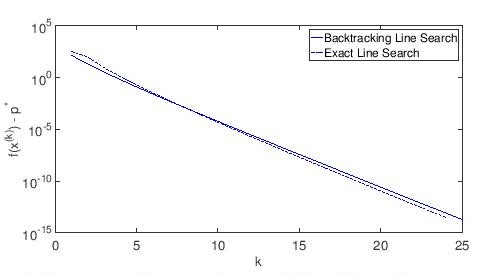 10^5
10^0
10^-5
10^-10
10^-15
f(x^(k)) - p^*
Backtracking Line Search
Exact Line Search
0 5 10 15 20 25
k